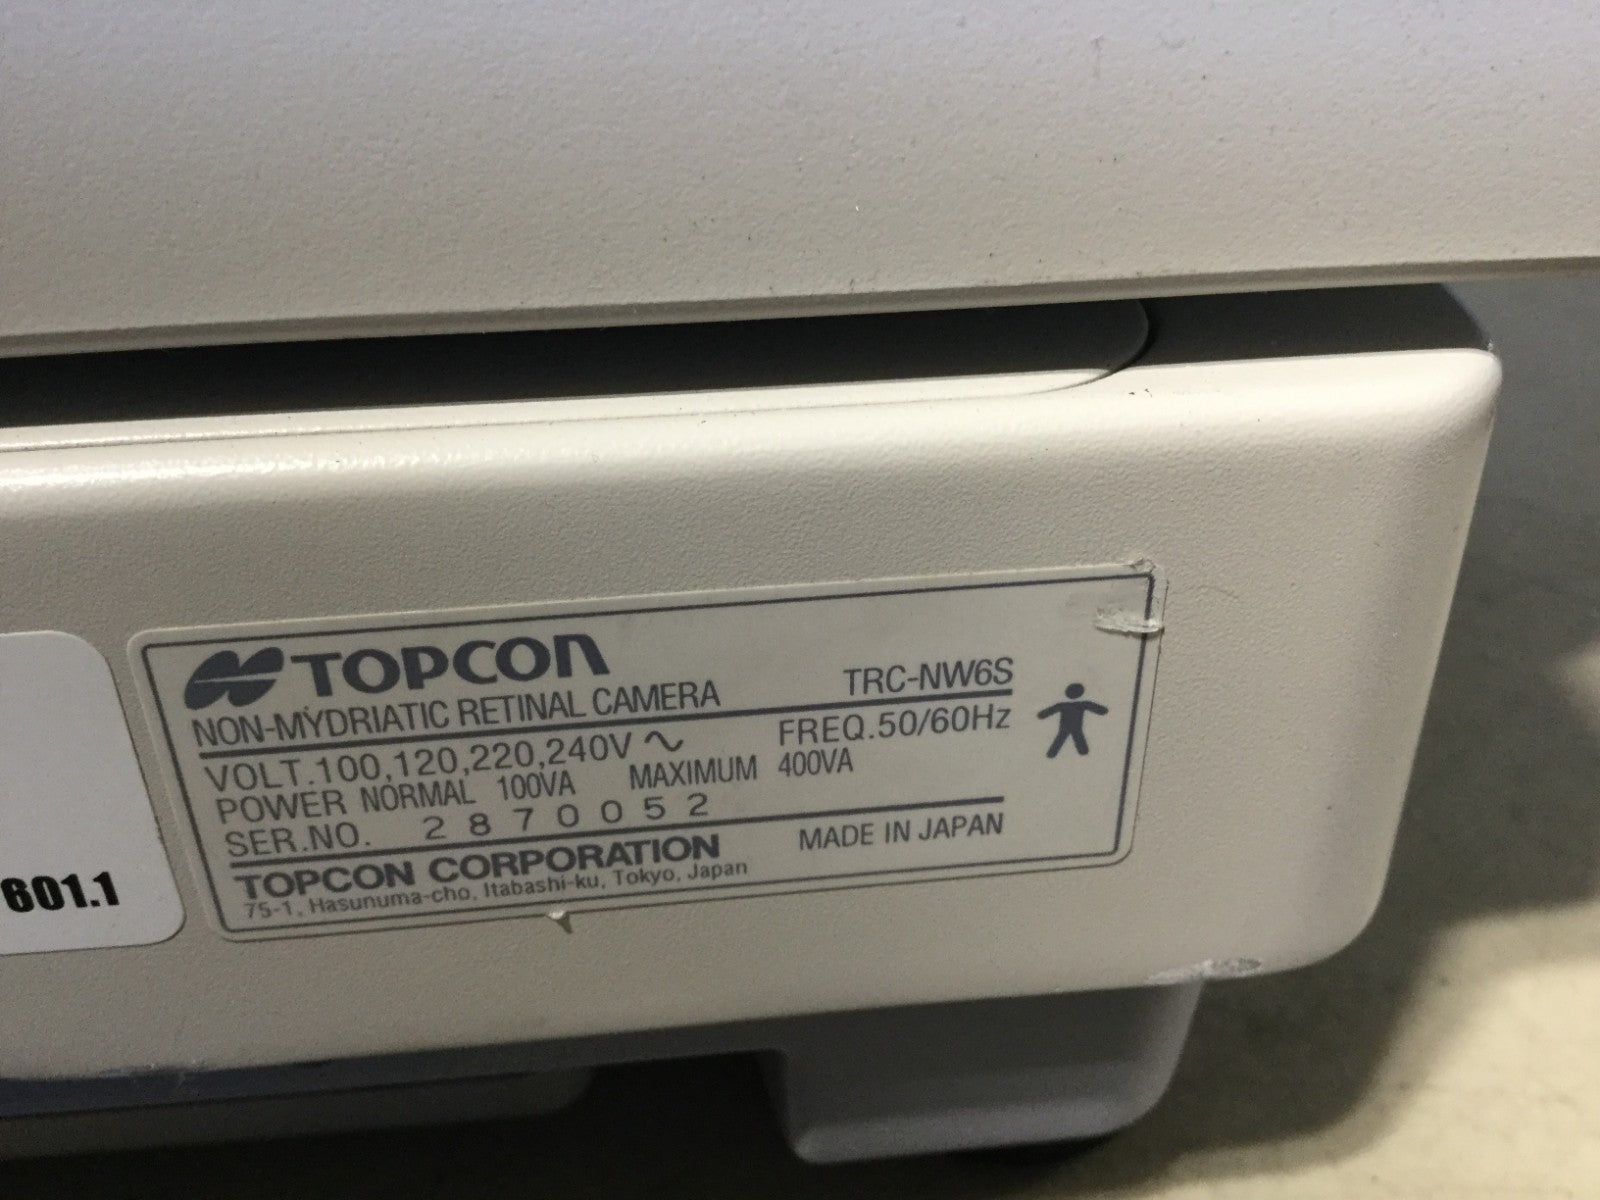 TOPCON
NON-MYDRIATIC RETINAL CAMERA TRC-NW6S
VOLT.100,120,220,240V ~ FREQ.50/60Hz
POWER NORMAL 100VA MAXIMUM 400VA
SER.NO. 2870052
TOPCON CORPORATION MADE IN JAPAN
75-1, Hasunuma-cho, Itabashi-ku, Tokyo, Japan
601.1